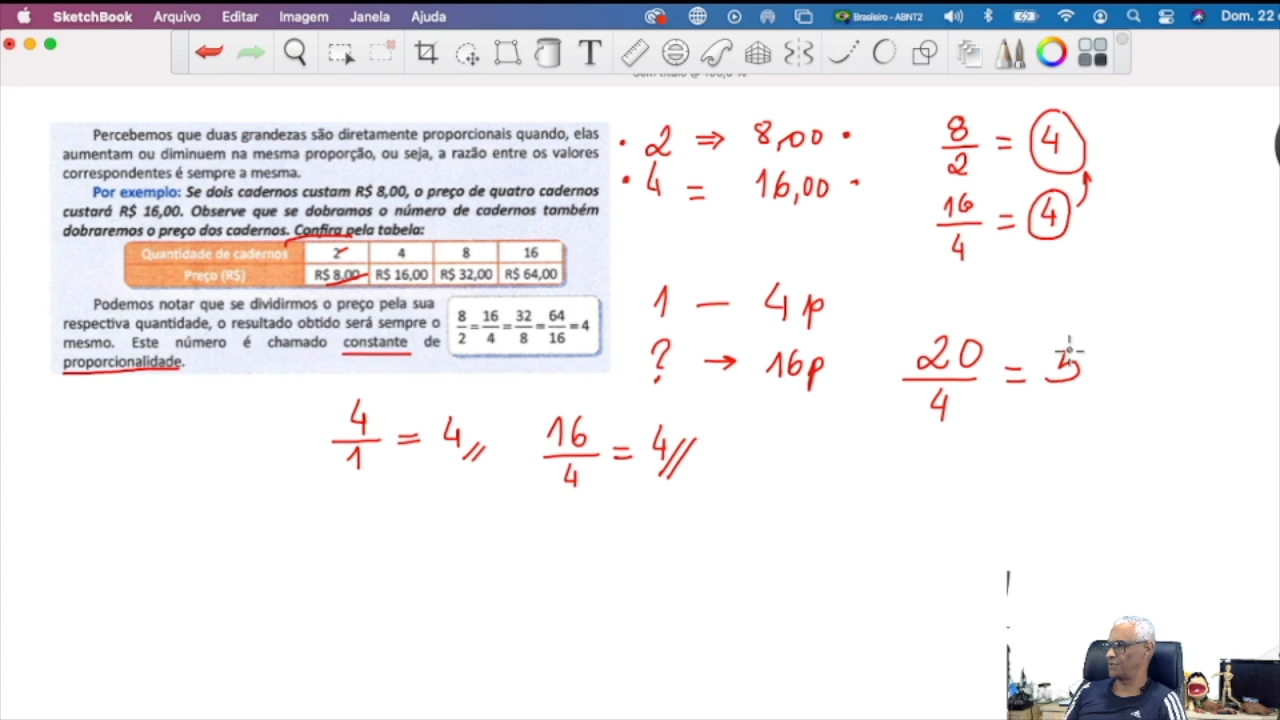 SketchBook Arquivo Editar Imagem Janela Ajuda Brasileiro - ABNT2 Dom. 22
T
Percebemos que duas grandezas são diretamente proporcionais quando, elas
aumentam ou diminuem na mesma proporção, ou seja, a razão entre os valores
correspondentes é sempre a mesma.
Por exemplo: Se dois cadernos custam R$ 8,00, o preço de quatro cadernos
custará R$ 16,00. Observe que se dobramos o número de cadernos também
dobraremos o preço dos cadernos. Confira pela tabela:
Quantidade de cadernos 2 4 8 16
Preço (R$) R$ 8,00 R$ 16,00 R$ 32,00 R$ 64,00
Podemos notar que se dividirmos o preço pela sua
respectiva quantidade, o resultado obtido será sempre o
mesmo. Este número é chamado constante de
proporcionalidade.
8/2 = 16/4 = 32/8 = 64/16 = 4
• 2 ⇒ 8,00 •
• 4 = 16,00 •
8/2 = 4
16/4 = 4
1 — 4p
? → 16p
20/4 = 5
4/1 = 4//
16/4 = 4//